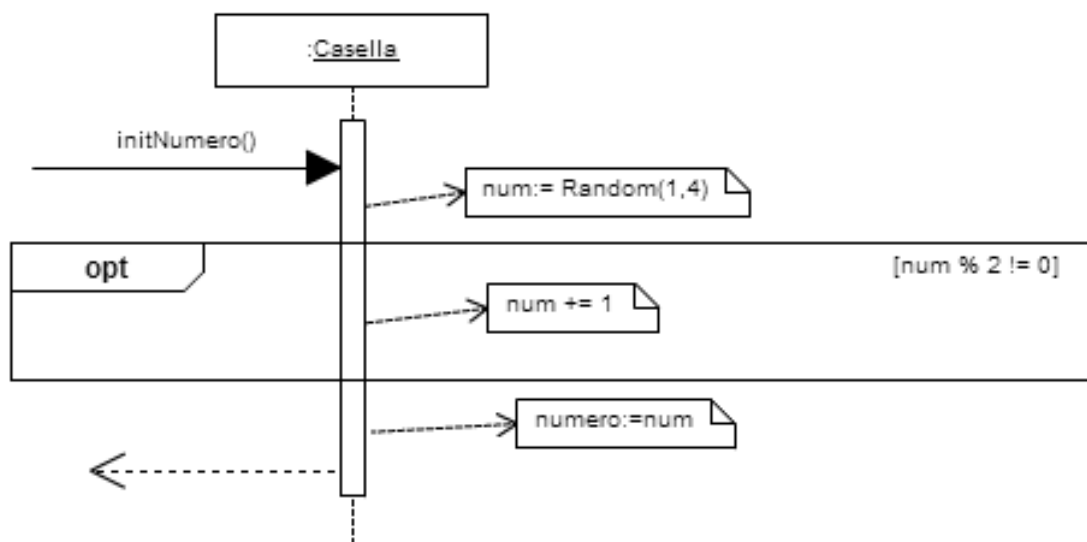 :Casella
initNumero()
num:= Random(1,4)
opt
[num % 2 != 0]
num += 1
numero:=num